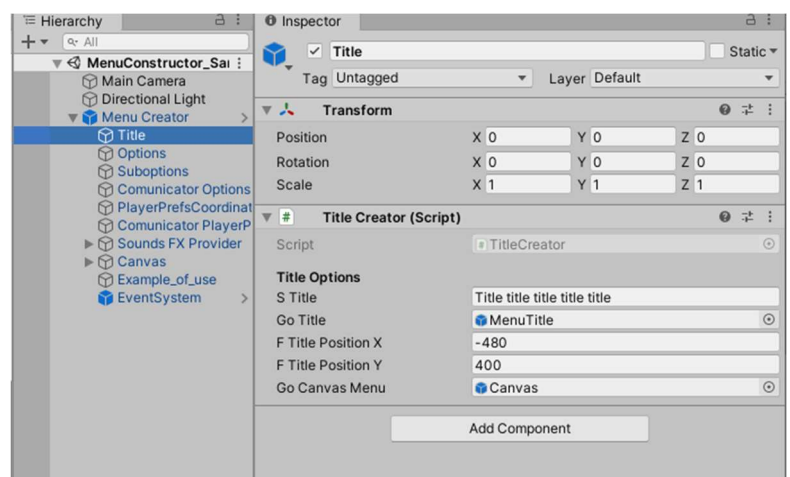 Hierarchy
All
MenuConstructor_Sa
Main Camera
Directional Light
Menu Creator
Title
Options
Suboptions
Comunicator Options
PlayerPrefsCoordinat
Comunicator PlayerP
Sounds FX Provider
Canvas
Example_of_use
EventSystem
Inspector
Title
Static
Tag Untagged Layer Default
Transform
Position X 0 Y 0 Z 0
Rotation X 0 Y 0 Z 0
Scale X 1 Y 1 Z 1
# Title Creator (Script)
Script # TitleCreator
Title Options
S Title Title title title title title
Go Title MenuTitle
F Title Position X -480
F Title Position Y 400
Go Canvas Menu Canvas
Add Component